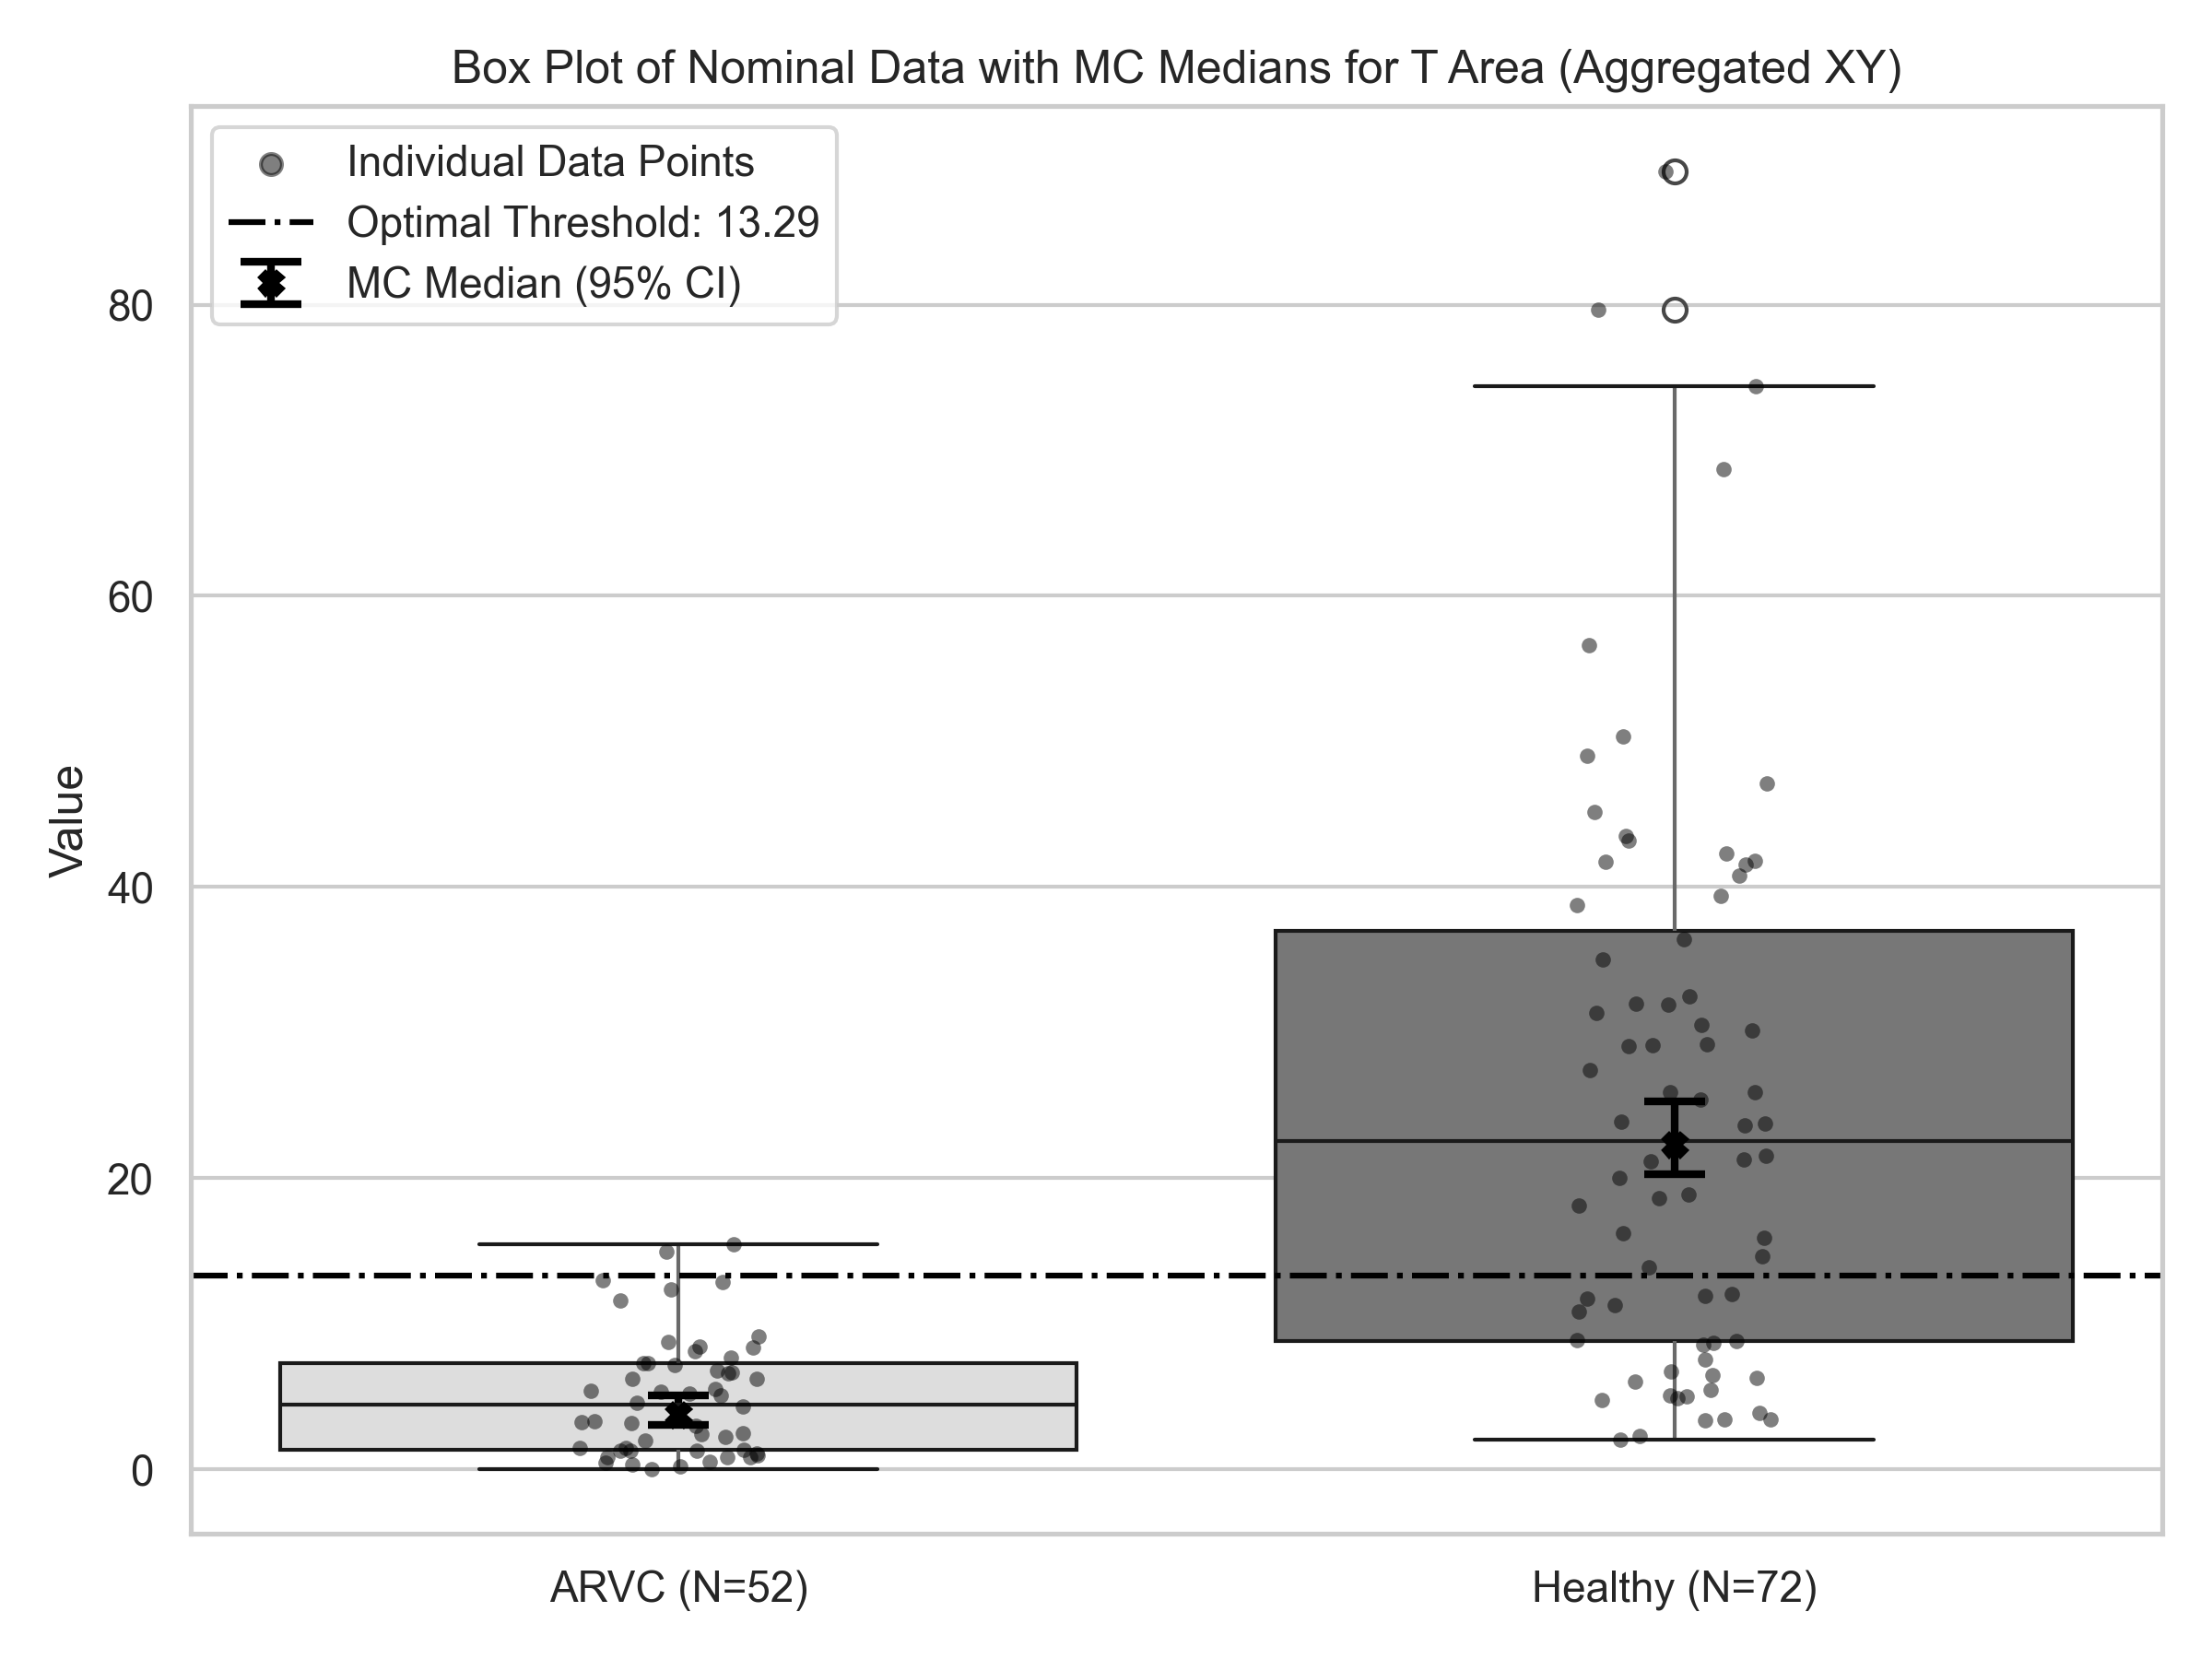 Box Plot of Nominal Data with MC Medians for T Area (Aggregated XY)
Individual Data Points
Optimal Threshold: 13.29
MC Median (95% CI)
80
60
40
20
0
Value
ARVC (N=52)
Healthy (N=72)